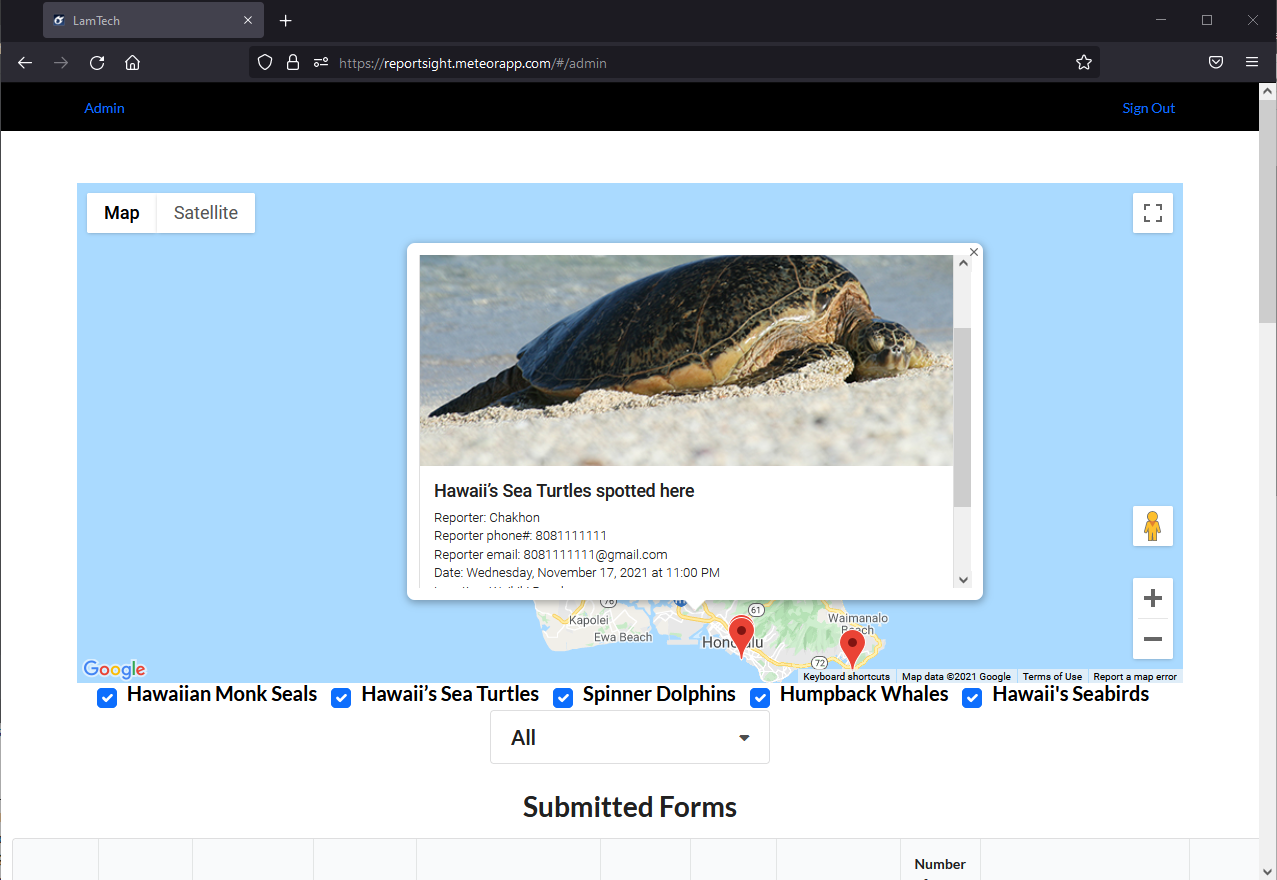 LamTech
https://reportsight.meteorapp.com/#/admin
Admin
Sign Out
Map
Satellite
Hawaii’s Sea Turtles spotted here
Reporter: Chakhon
Reporter phone#: 8081111111
Reporter email: 8081111111@gmail.com
Date: Wednesday, November 17, 2021 at 11:00 PM
76
61
Kapolei
Waimanalo
Beach
Ewa Beach
Honolulu
72
Google
Keyboard shortcuts
Map data ©2021 Google
Terms of Use
Report a map error
Hawaiian Monk Seals
Hawaii’s Sea Turtles
Spinner Dolphins
Humpback Whales
Hawaii's Seabirds
All
Submitted Forms
Number